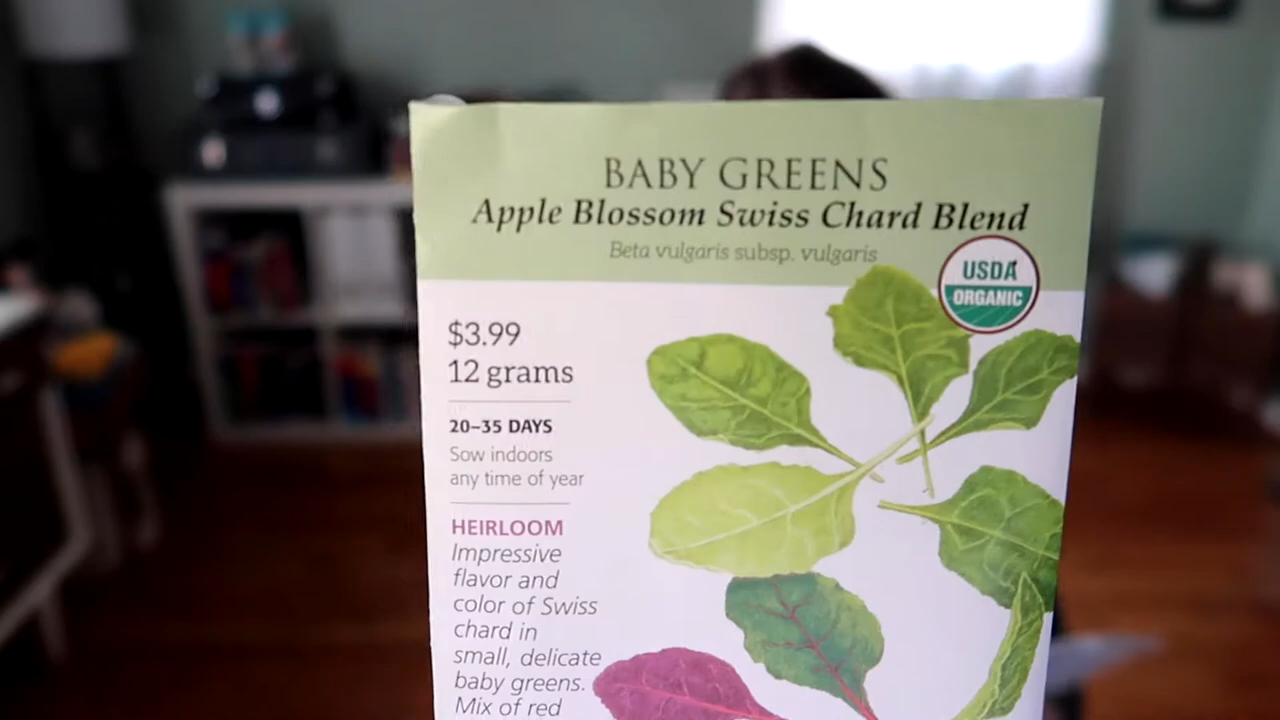 BABY GREENS
Apple Blossom Swiss Chard Blend
Beta vulgaris subsp. vulgaris
USDA
ORGANIC
$3.99
12 grams
20–35 DAYS
Sow indoors
any time of year
HEIRLOOM
Impressive
flavor and
color of Swiss
chard in
small, delicate
baby greens.
Mix of red